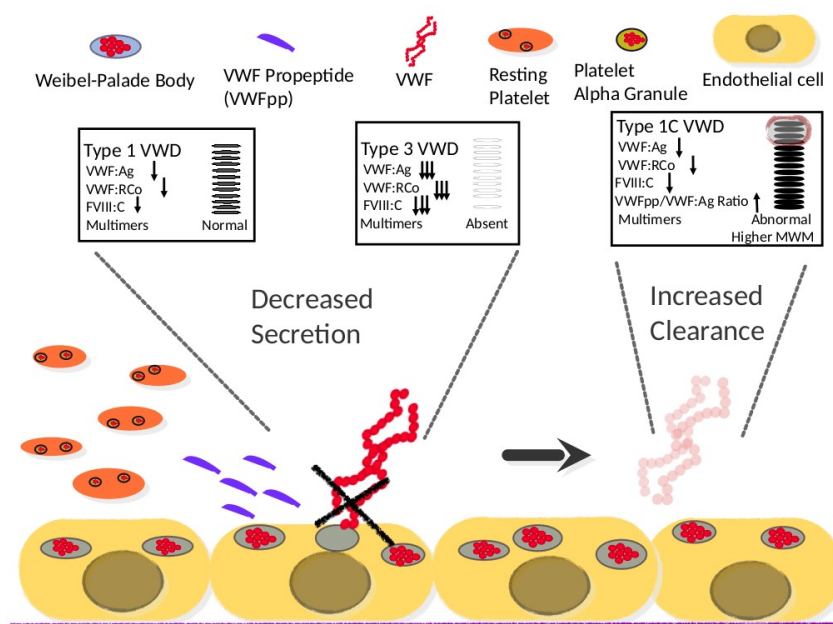 Weibel-Palade Body
VWF Propeptide
(VWFpp)
VWF
Resting
Platelet
Platelet
Alpha Granule
Endothelial cell
Type 1 VWD
VWF:Ag
VWF:RCo
FVIII:C
Multimers
Normal
Type 3 VWD
VWF:Ag
VWF:RCo
FVIII:C
Multimers
Absent
Type 1C VWD
VWF:Ag
VWF:RCo
FVIII:C
VWFpp/VWF:Ag Ratio
Multimers
Abnormal
Higher MWM
Decreased
Secretion
Increased
Clearance